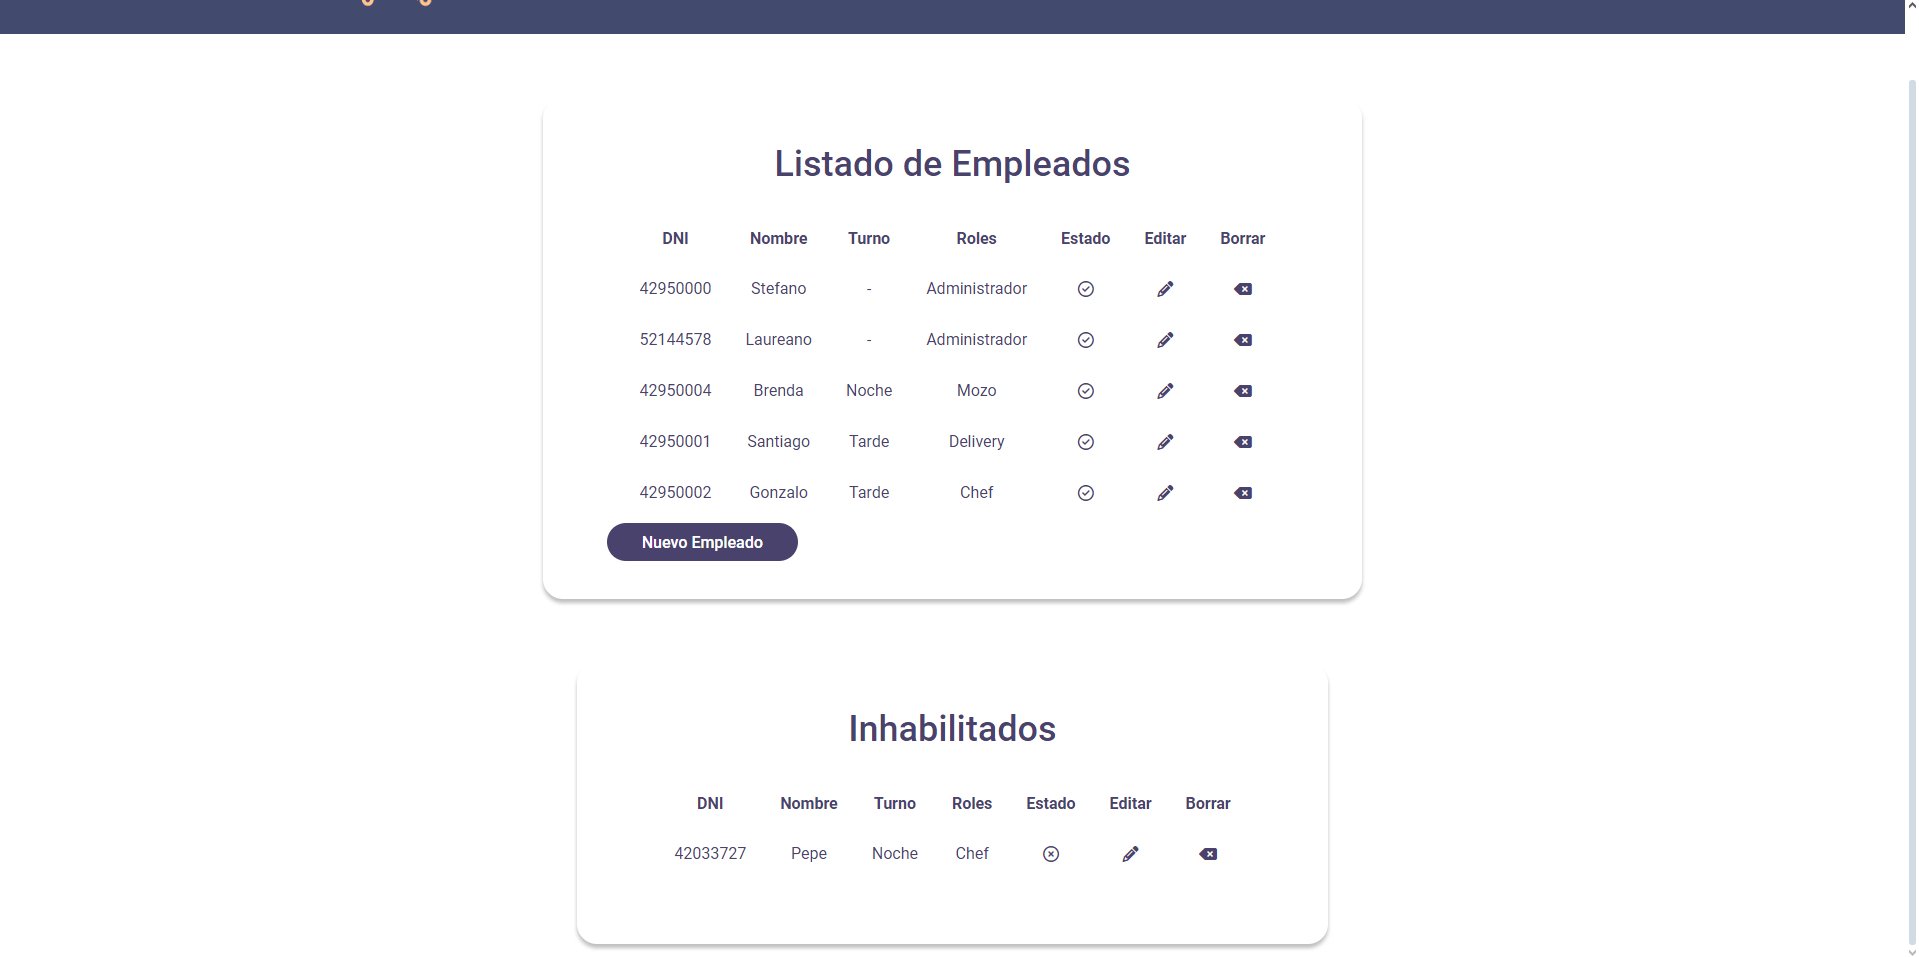 Listado de Empleados
DNI Nombre Turno Roles Estado Editar Borrar
42950000 Stefano - Administrador
52144578 Laureano - Administrador
42950004 Brenda Noche Mozo
42950001 Santiago Tarde Delivery
42950002 Gonzalo Tarde Chef
Nuevo Empleado
Inhabilitados
DNI Nombre Turno Roles Estado Editar Borrar
42033727 Pepe Noche Chef